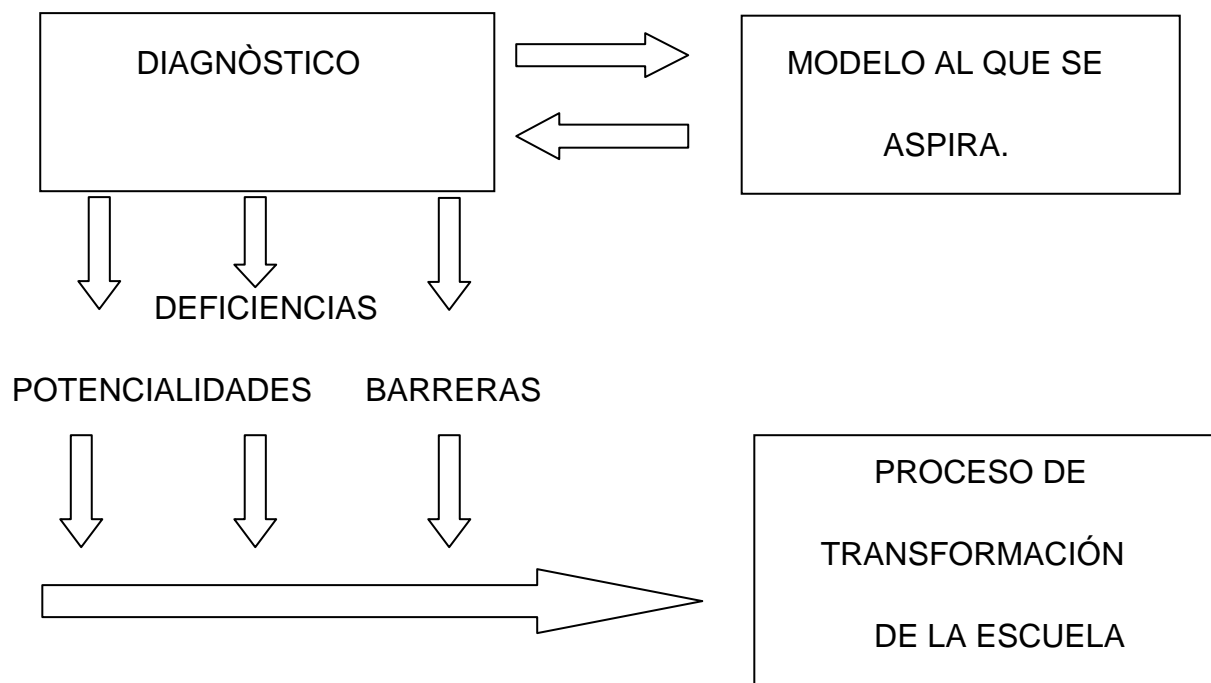 DIAGNÒSTICO
MODELO AL QUE SE
ASPIRA.
DEFICIENCIAS
POTENCIALIDADES
BARRERAS
PROCESO DE
TRANSFORMACIÓN
DE LA ESCUELA